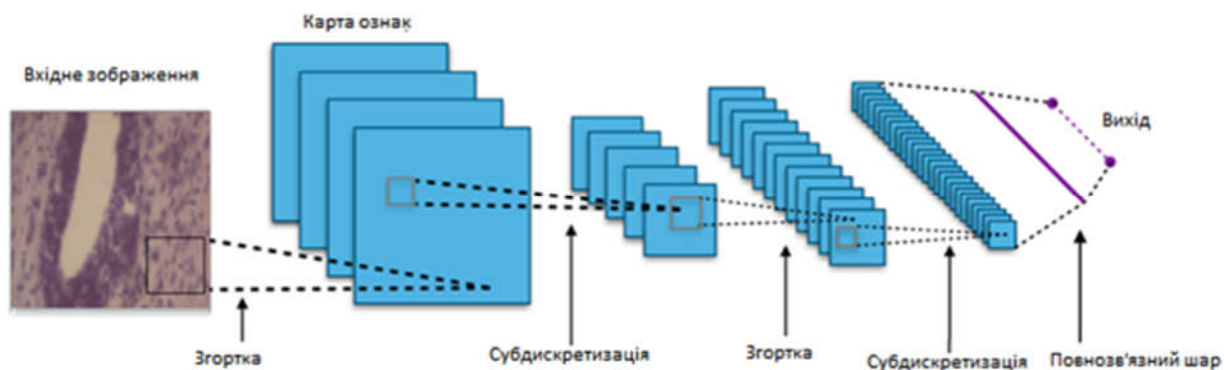 Карта ознак
Вхідне зображення
Вихід
Згортка
Субдискретизація
Згортка
Субдискретизація
Повнозв'язний шар